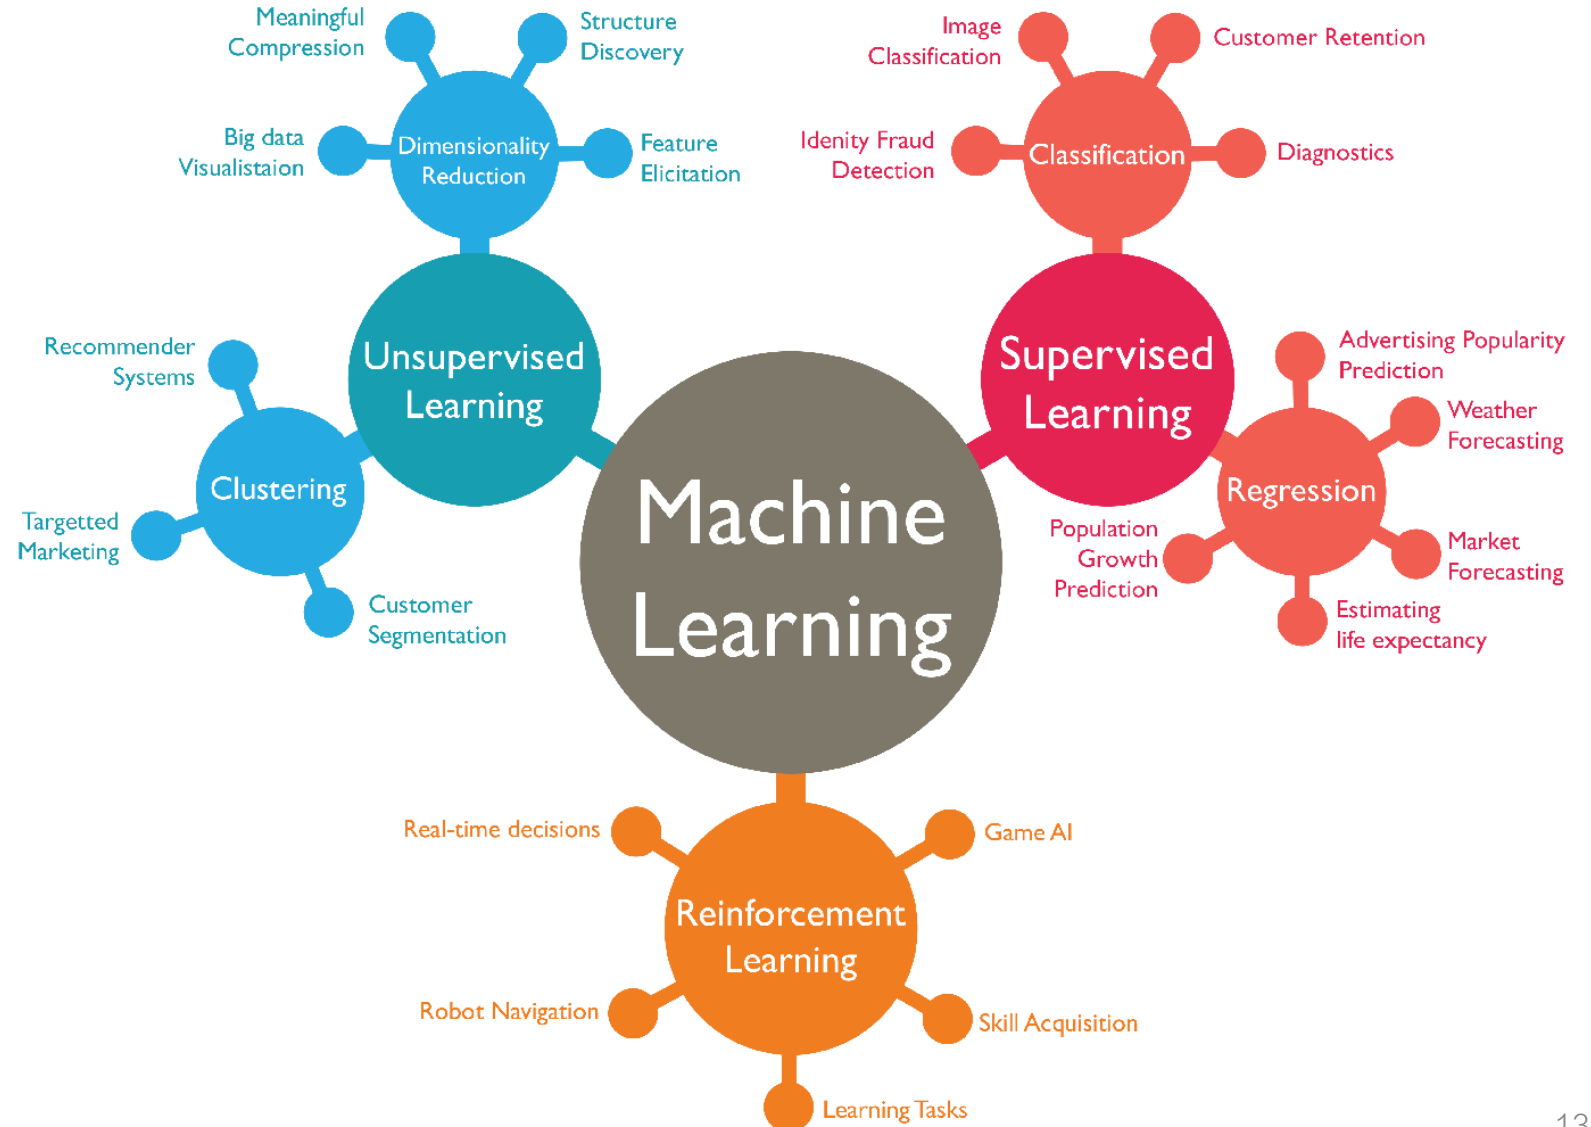 Meaningful
Compression
Structure
Discovery
Big data
Visualistaion
Dimensionality
Reduction
Feature
Elicitation
Image
Classification
Customer Retention
Idenity Fraud
Detection
Classification
Diagnostics
Unsupervised
Learning
Supervised
Learning
Recommender
Systems
Clustering
Targetted
Marketing
Customer
Segmentation
Machine
Learning
Advertising Popularity
Prediction
Weather
Forecasting
Regression
Population
Growth
Prediction
Market
Forecasting
Estimating
life expectancy
Real-time decisions
Game AI
Reinforcement
Learning
Robot Navigation
Skill Acquisition
Learning Tasks
13